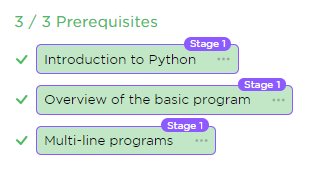 3 / 3 Prerequisites
Stage 1
Introduction to Python
Stage 1
Overview of the basic program
Stage 1
Multi-line programs